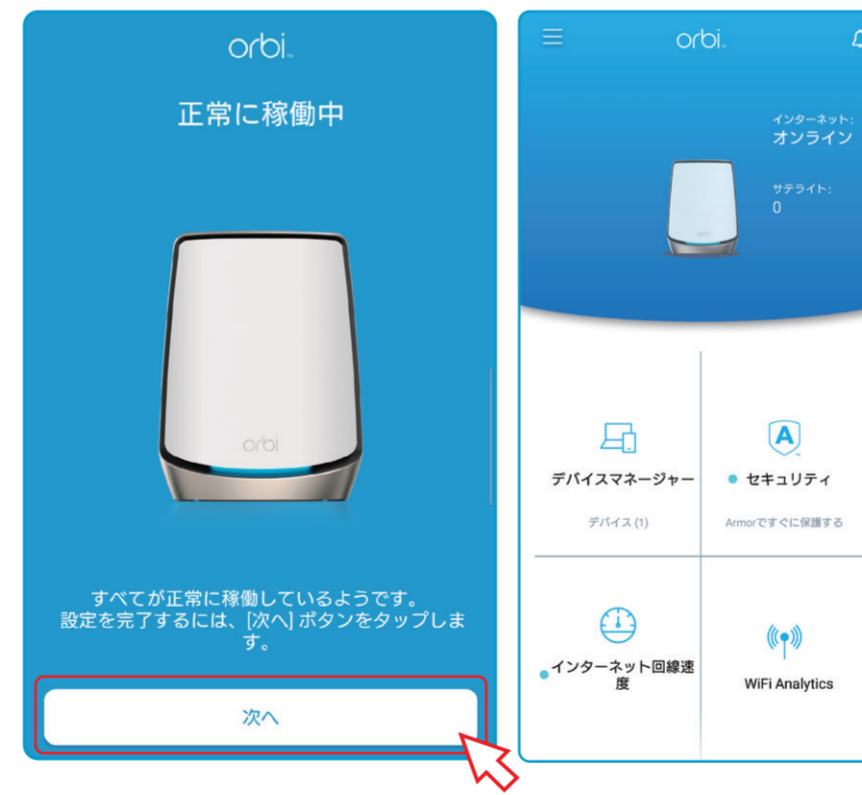 orbi
正常に稼働中
orbi
すべてが正常に稼働しているようです。
設定を完了するには、[次へ] ボタンをタップしま
す。
次へ
orbi
インターネット:
オンライン
サテライト:
0
orbi
デバイスマネージャー
デバイス (1)
A
セキュリティ
Armorですぐに保護する
インターネット回線速
度
WiFi Analytics